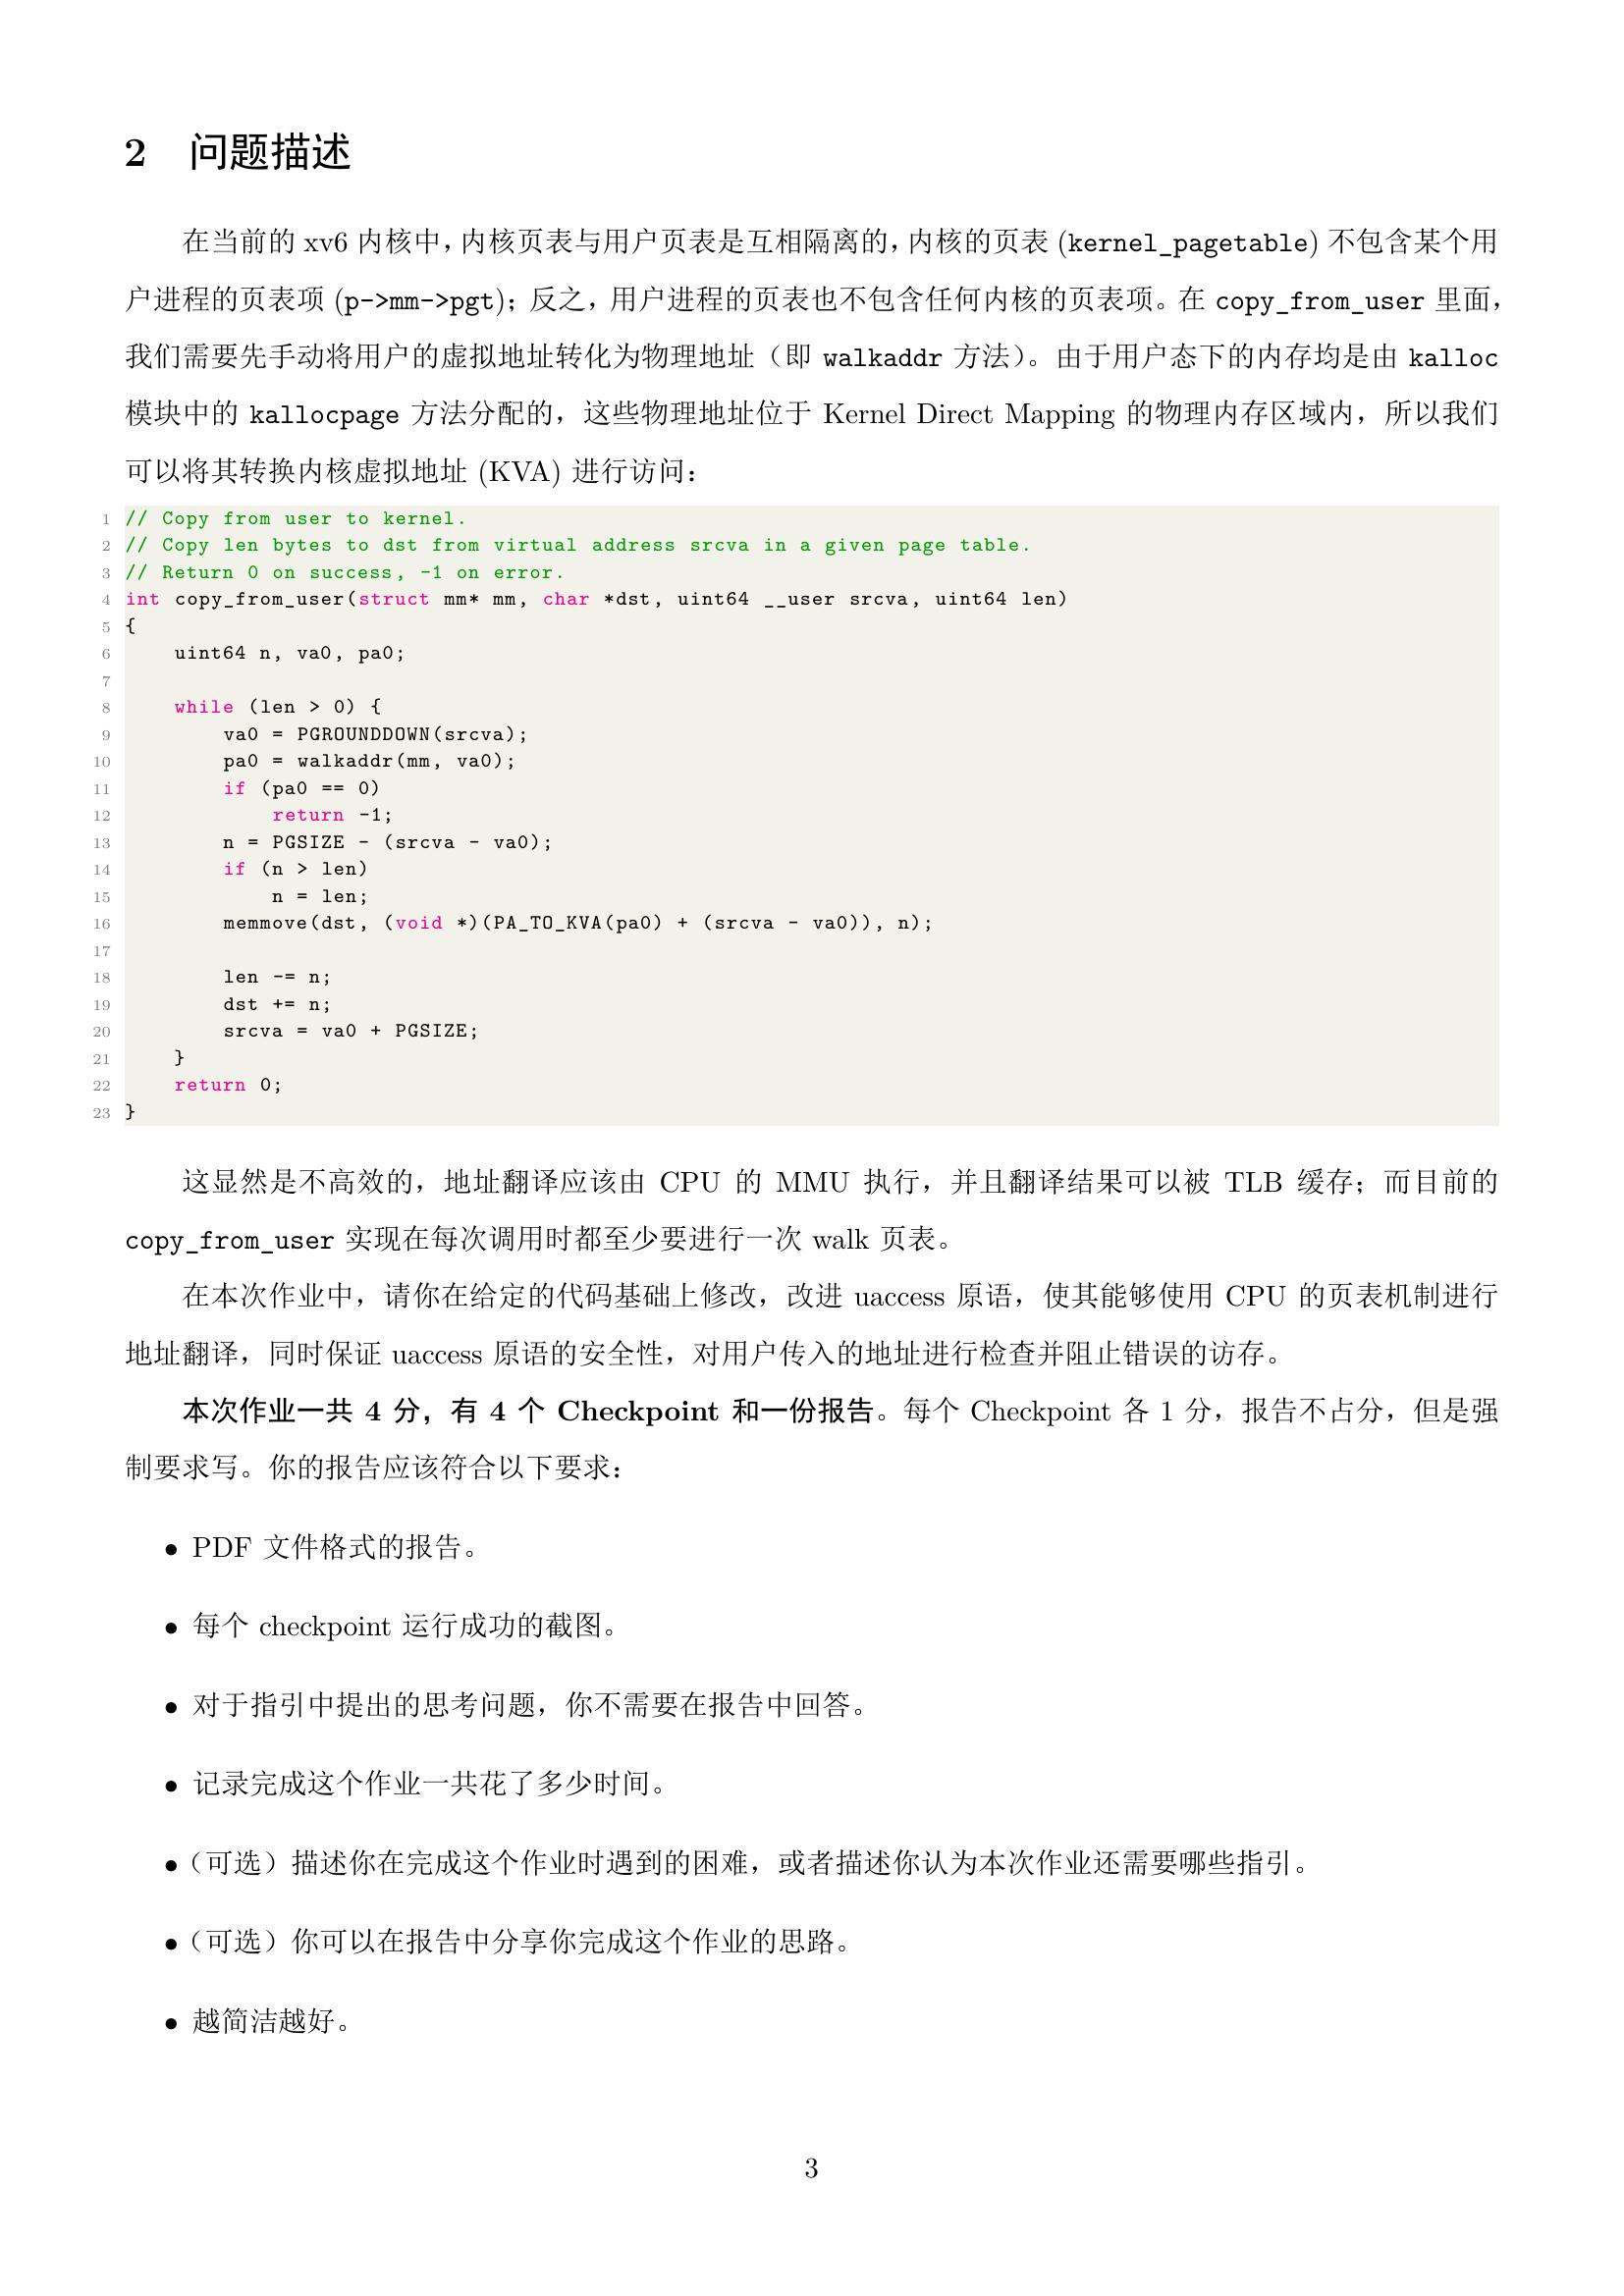 2 问题描述
在当前的 xv6 内核中，内核页表与用户页表是互相隔离的，内核的页表 (kernel_pagetable) 不包含某个用
户进程的页表项 (p->mm->pgt)；反之，用户进程的页表也不包含任何内核的页表项。在 copy_from_user 里面，
我们需要先手动将用户的虚拟地址转化为物理地址（即 walkaddr 方法）。由于用户态下的内存均是由 kalloc
模块中的 kallocpage 方法分配的，这些物理地址位于 Kernel Direct Mapping 的物理内存区域内，所以我们
可以将其转换内核虚拟地址 (KVA) 进行访问：
1 // Copy from user to kernel.
2 // Copy len bytes to dst from virtual address srcva in a given page table.
3 // Return 0 on success, -1 on error.
4 int copy_from_user(struct mm* mm, char *dst, uint64 __user srcva, uint64 len)
5 {
6     uint64 n, va0, pa0;
7
8     while (len > 0) {
9         va0 = PGROUNDDOWN(srcva);
10         pa0 = walkaddr(mm, va0);
11         if (pa0 == 0)
12             return -1;
13         n = PGSIZE - (srcva - va0);
14         if (n > len)
15             n = len;
16         memmove(dst, (void *)(PA_TO_KVA(pa0) + (srcva - va0)), n);
17
18         len -= n;
19         dst += n;
20         srcva = va0 + PGSIZE;
21     }
22     return 0;
23 }
这显然是不高效的，地址翻译应该由 CPU 的 MMU 执行，并且翻译结果可以被 TLB 缓存；而目前的
copy_from_user 实现在每次调用时都至少要进行一次 walk 页表。
在本次作业中，请你在给定的代码基础上修改，改进 uaccess 原语，使其能够使用 CPU 的页表机制进行
地址翻译，同时保证 uaccess 原语的安全性，对用户传入的地址进行检查并阻止错误的访存。
本次作业一共 4 分，有 4 个 Checkpoint 和一份报告。每个 Checkpoint 各 1 分，报告不占分，但是强
制要求写。你的报告应该符合以下要求：
• PDF 文件格式的报告。
• 每个 checkpoint 运行成功的截图。
• 对于指引中提出的思考问题，你不需要在报告中回答。
• 记录完成这个作业一共花了多少时间。
•（可选）描述你在完成这个作业时遇到的困难，或者描述你认为本次作业还需要哪些指引。
•（可选）你可以在报告中分享你完成这个作业的思路。
• 越简洁越好。
3